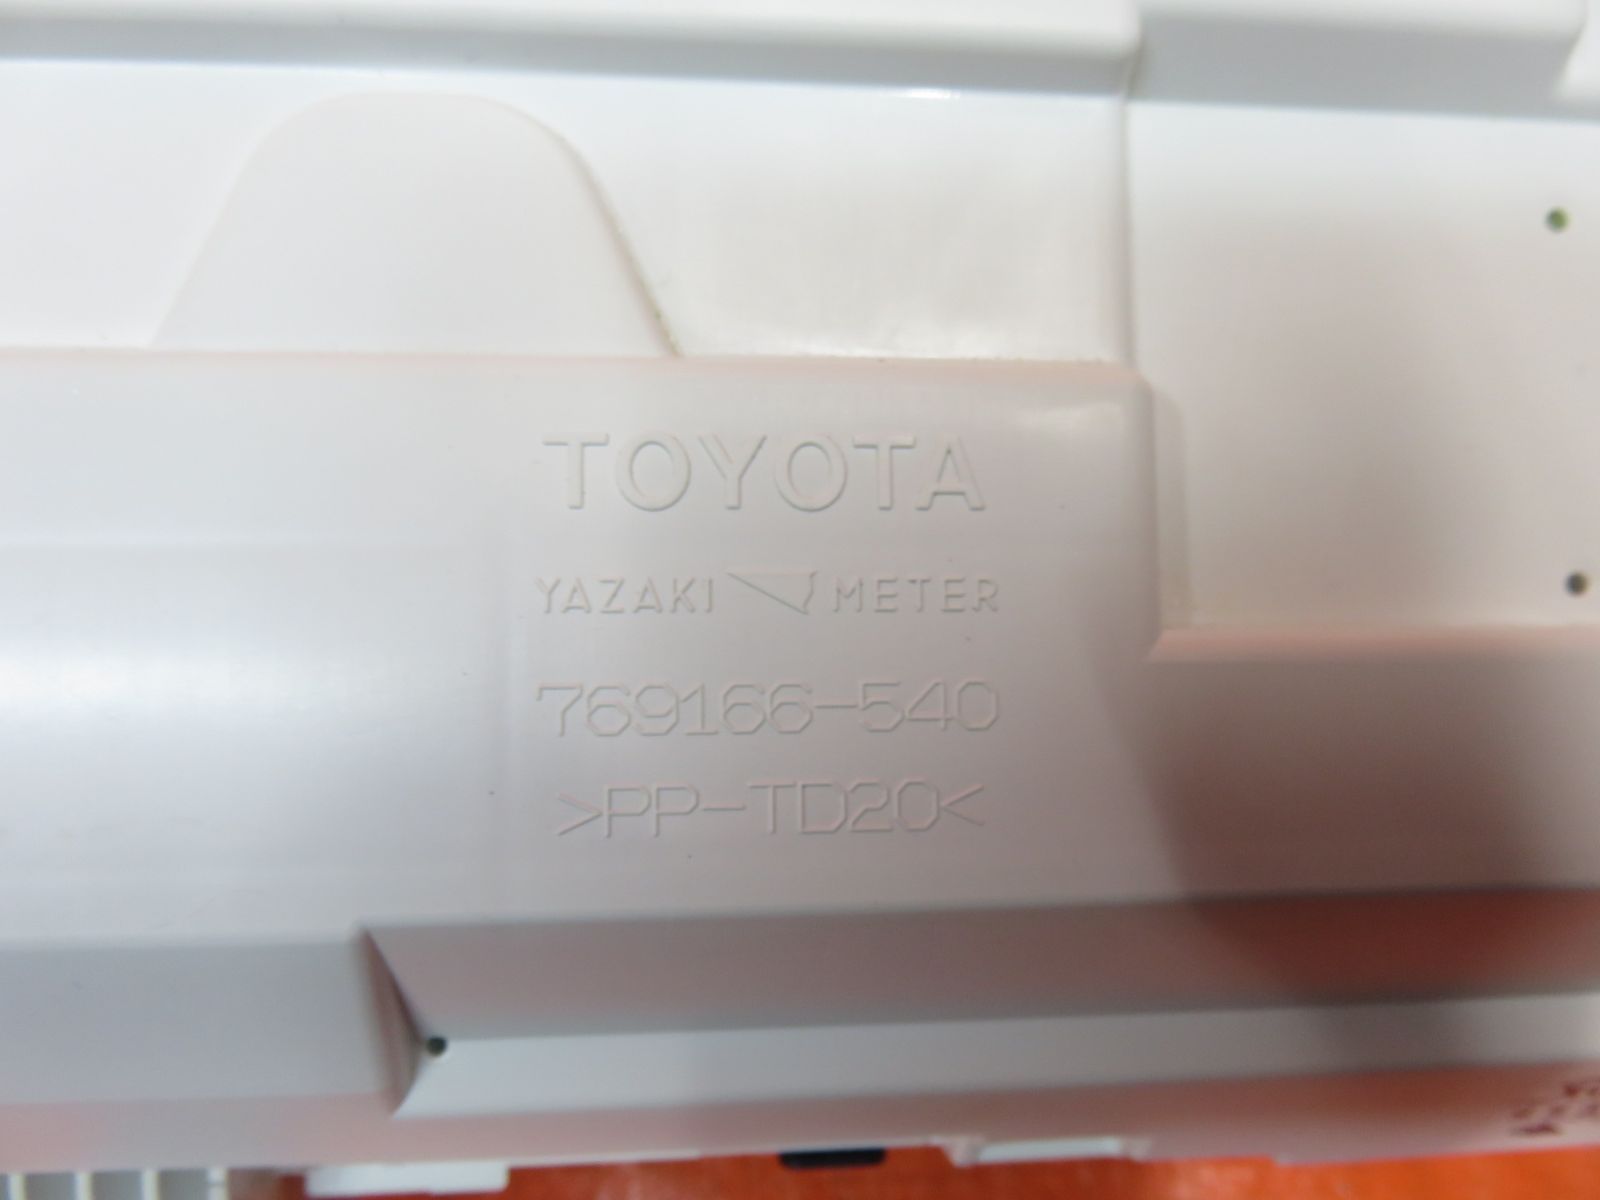 TOYOTA
YAZAKI METER
769166-540
>PP-TD20<